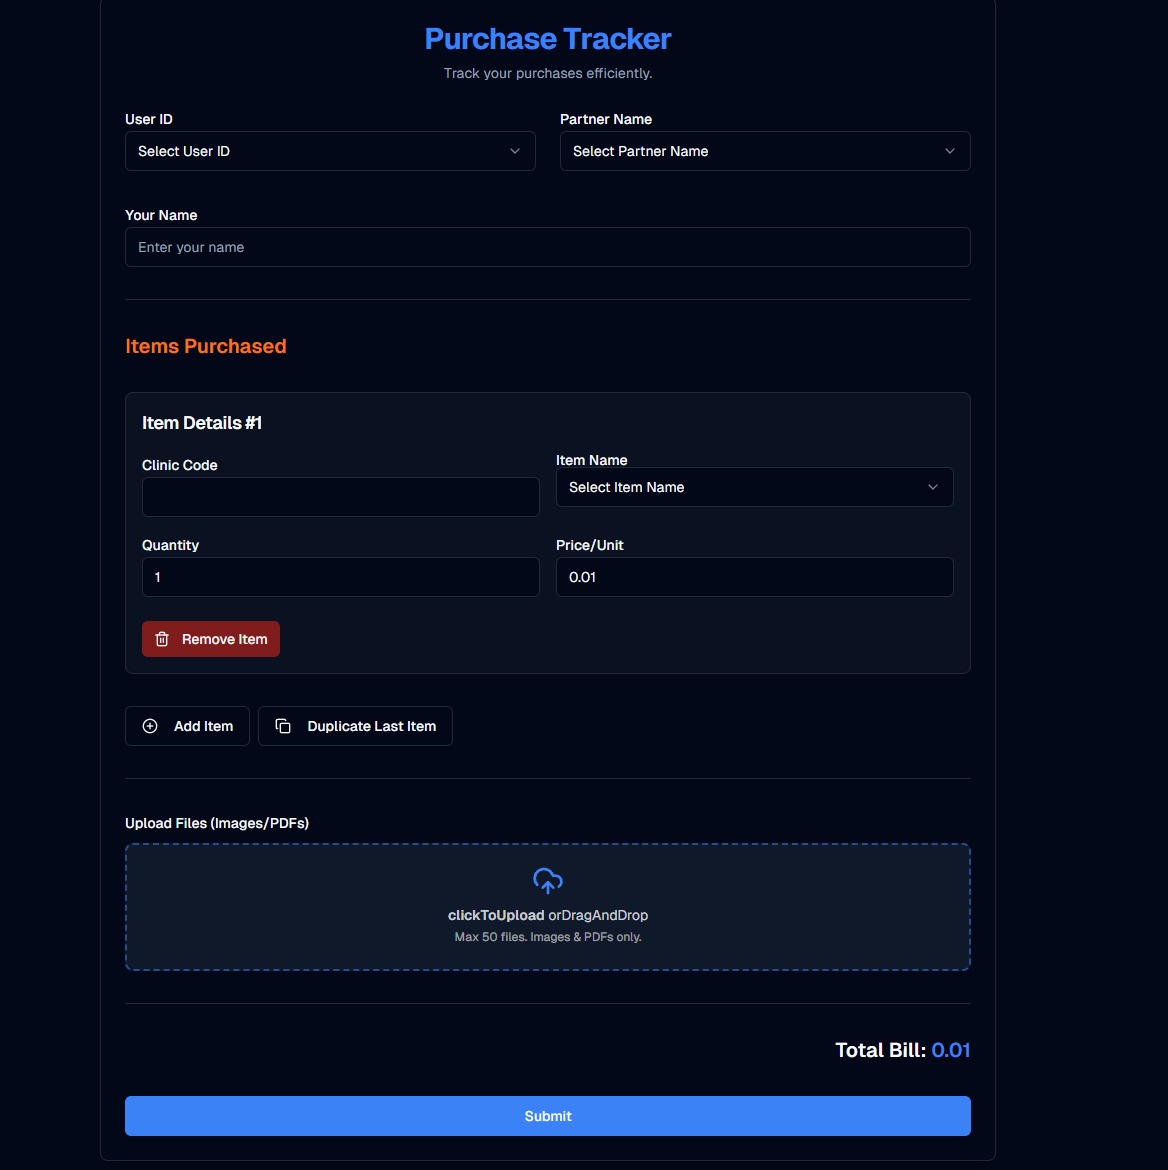 Purchase Tracker
Track your purchases efficiently.
User ID
Partner Name
Select User ID
Select Partner Name
Your Name
Enter your name
Items Purchased
Item Details #1
Clinic Code
Item Name
Select Item Name
Quantity
Price/Unit
1
0.01
Remove Item
Add Item
Duplicate Last Item
Upload Files (Images/PDFs)
clickToUpload orDragAndDrop
Max 50 files. Images & PDFs only.
Total Bill: 0.01
Submit